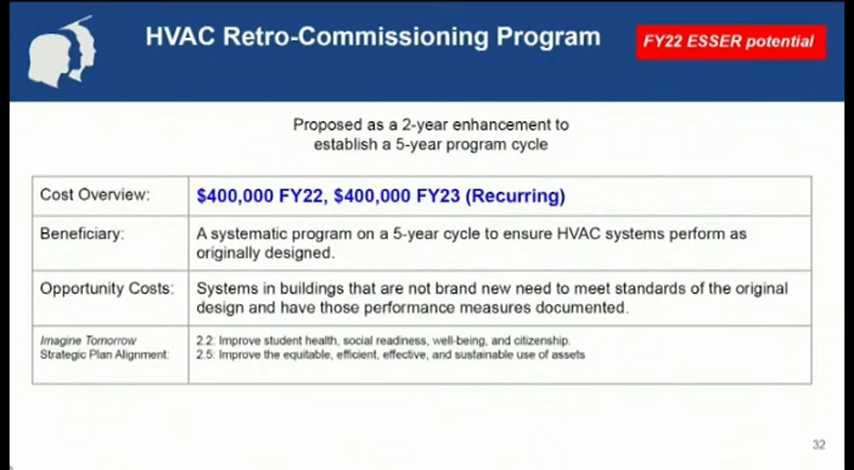 HVAC Retro-Commissioning Program
FY22 ESSER potential
Proposed as a 2-year enhancement to
establish a 5-year program cycle
Cost Overview:
$400,000 FY22, $400,000 FY23 (Recurring)
Beneficiary:
A systematic program on a 5-year cycle to ensure HVAC systems perform as
originally designed.
Opportunity Costs:
Systems in buildings that are not brand new need to meet standards of the original
design and have those performance measures documented.
Imagine Tomorrow
Strategic Plan Alignment:
2.2: Improve student health, social readiness, well-being, and citizenship.
2.5: Improve the equitable, efficient, effective, and sustainable use of assets
32